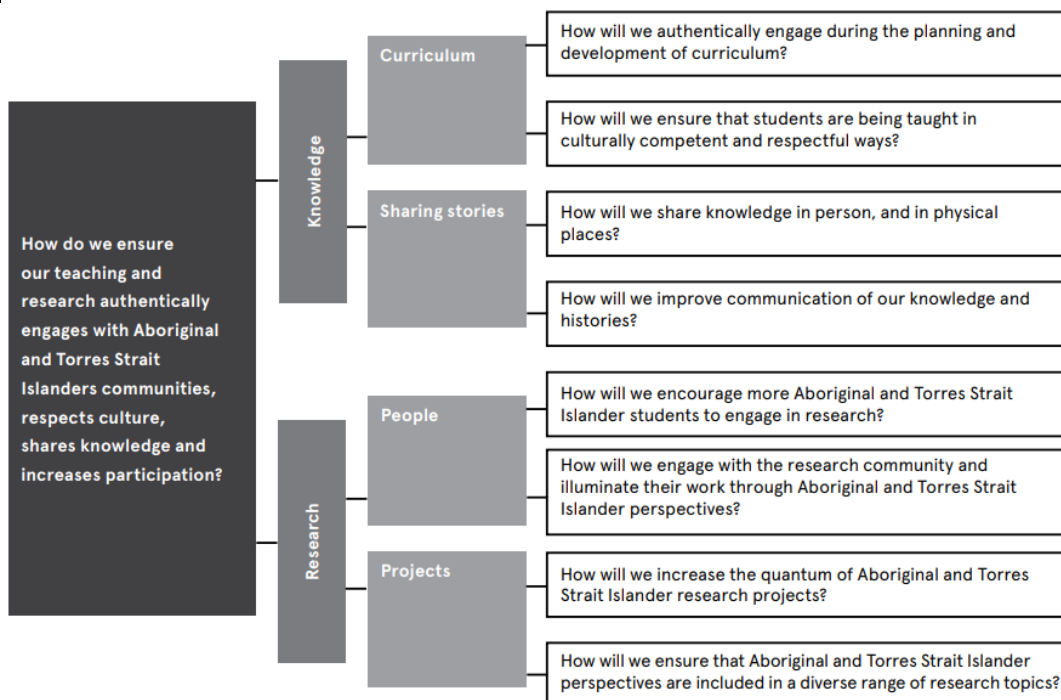 How do we ensure
our teaching and
research authentically
engages with Aboriginal
and Torres Strait
Islanders communities,
respects culture,
shares knowledge and
increases participation?
Knowledge
Curriculum
How will we authentically engage during the planning and
development of curriculum?
How will we ensure that students are being taught in
culturally competent and respectful ways?
Sharing stories
How will we share knowledge in person, and in physical
places?
How will we improve communication of our knowledge and
histories?
Research
People
How will we encourage more Aboriginal and Torres Strait
Islander students to engage in research?
How will we engage with the research community and
illuminate their work through Aboriginal and Torres Strait
Islander perspectives?
Projects
How will we increase the quantum of Aboriginal and Torres
Strait Islander research projects?
How will we ensure that Aboriginal and Torres Strait Islander
perspectives are included in a diverse range of research topics?